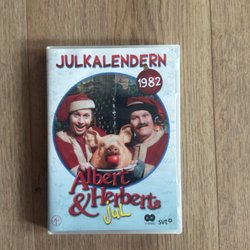 JULKALENDERN
1982
Albert
& Herberts
Jul
svt